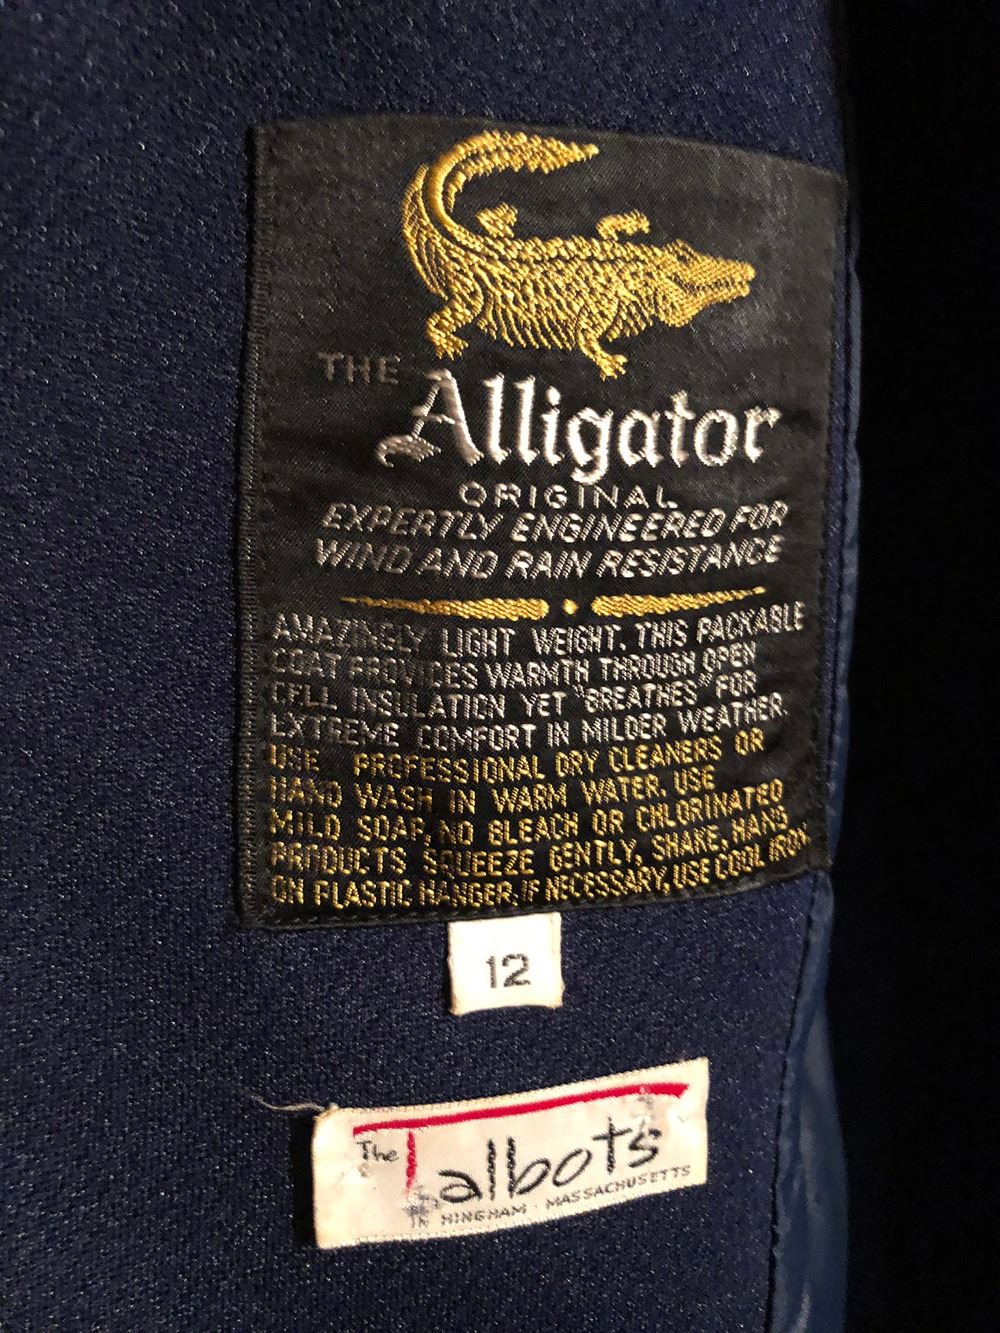 THE
Alligator
ORIGINAL
EXPERTLY ENGINEERED FOR
WIND AND RAIN RESISTANCE
AMAZINGLY LIGHT WEIGHT. THIS PACKABLE
COAT PROVIDES WARMTH THROUGH OPEN
CELL INSULATION YET "BREATHES" FOR
EXTREME COMFORT IN MILDER WEATHER.
USE PROFESSIONAL DRY CLEANERS OR
HAND WASH IN WARM WATER. USE
MILD SOAP, NO BLEACH OR CHLORINATED
PRODUCTS SQUEEZE GENTLY, SHAKE, HANG
ON PLASTIC HANGER. IF NECESSARY, USE COOL IRON
12
The Talbots
IN HINGHAM · MASSACHUSETTS